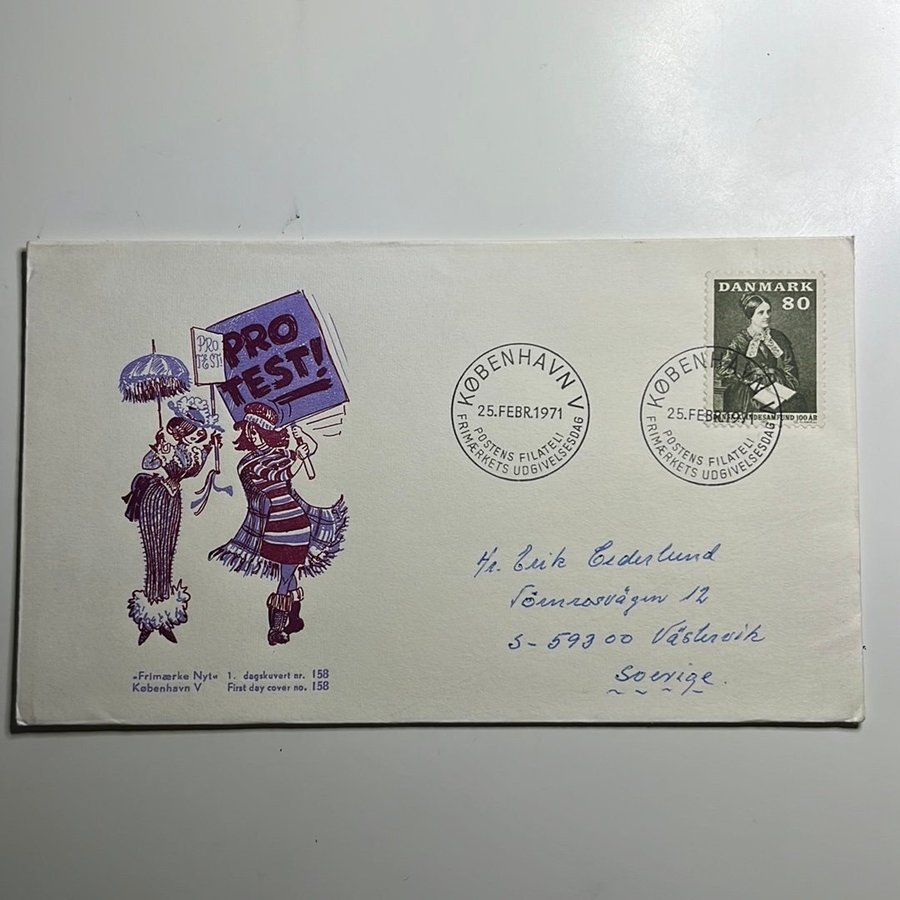 DANMARK
80
KVINDESAMFUND 100 ÅR
PRO
TEST!
PRO
TEST!
KØBENHAVN V
25.FEBR.1971
POSTENS FILATELI
FRIMÆRKETS UDGIVELSESDAG
KØBENHAVN V
25.FEBR.1971
POSTENS FILATELI
FRIMÆRKETS UDGIVELSESDAG
Hr. Erik Cederlund
Törnrosvägen 12
S-593 00 Västervik
Sverige.
»Frimærke Nyt« 1. dagskuvert nr. 158
København V First day cover no. 158